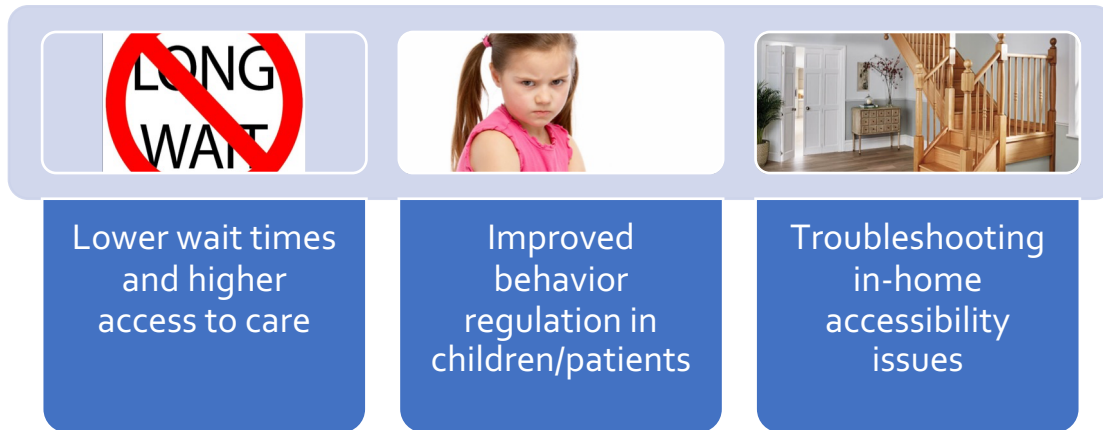 LONG
WAIT
Lower wait times
and higher
access to care
Improved
behavior
regulation in
children/patients
Troubleshooting
in-home
accessibility
issues